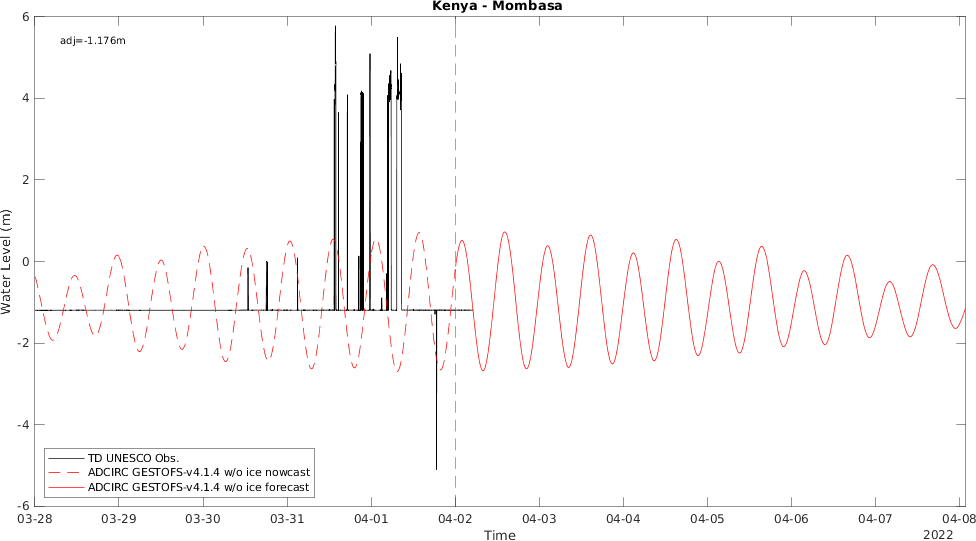 Kenya - Mombasa
adj=-1.176m
Water Level (m)
6
4
2
0
-2
-4
-6
TD UNESCO Obs.
ADCIRC GESTOFS-v4.1.4 w/o ice nowcast
ADCIRC GESTOFS-v4.1.4 w/o ice forecast
03-28 03-29 03-30 03-31 04-01 04-02 04-03 04-04 04-05 04-06 04-07 04-08
Time
2022